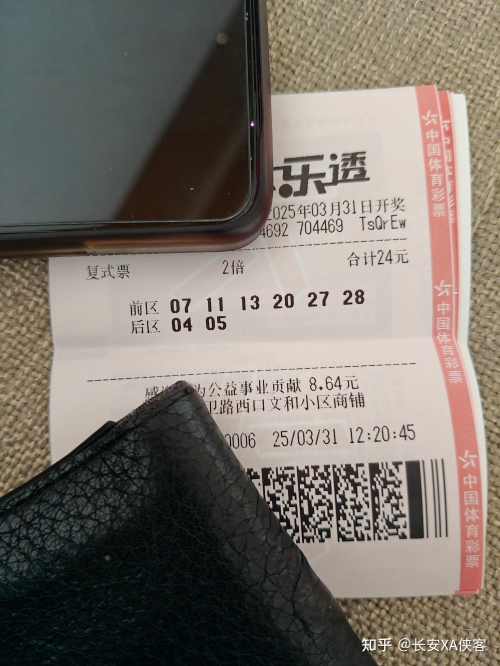 乐透
2025年03月31日开奖
4692 704469 TsQrEw
复式票 2倍 合计24元
前区 07 11 13 20 27 28
后区 04 05
为公益事业贡献 8.64元
卫路西口文和小区商铺
0006 25/03/31 12:20:45
中国体育彩票
中国体育彩票
中国体育彩票
知乎 @长安XA侠客